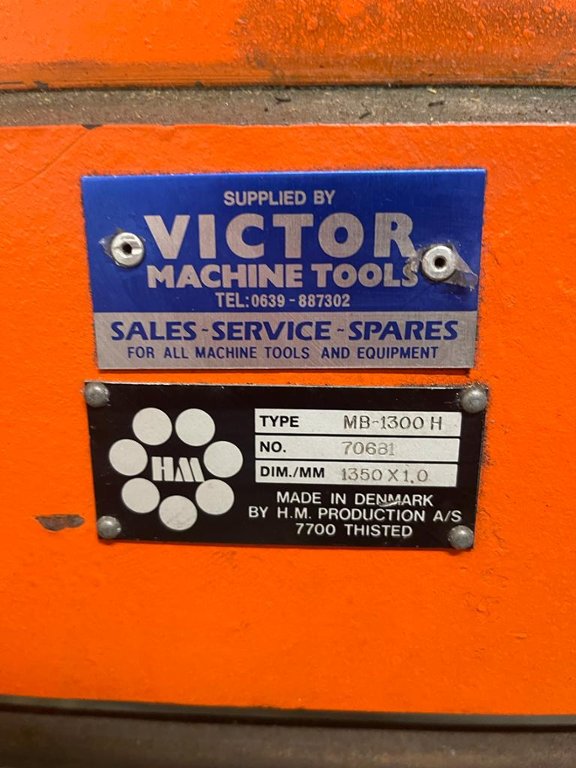 SUPPLIED BY
VICTOR
MACHINE TOOLS
TEL:0639-887302
SALES-SERVICE-SPARES
FOR ALL MACHINE TOOLS AND EQUIPMENT
HM
TYPE MB-1300 H
NO. 70681
DIM./MM 1350 X 1,0
MADE IN DENMARK
BY H.M. PRODUCTION A/S
7700 THISTED